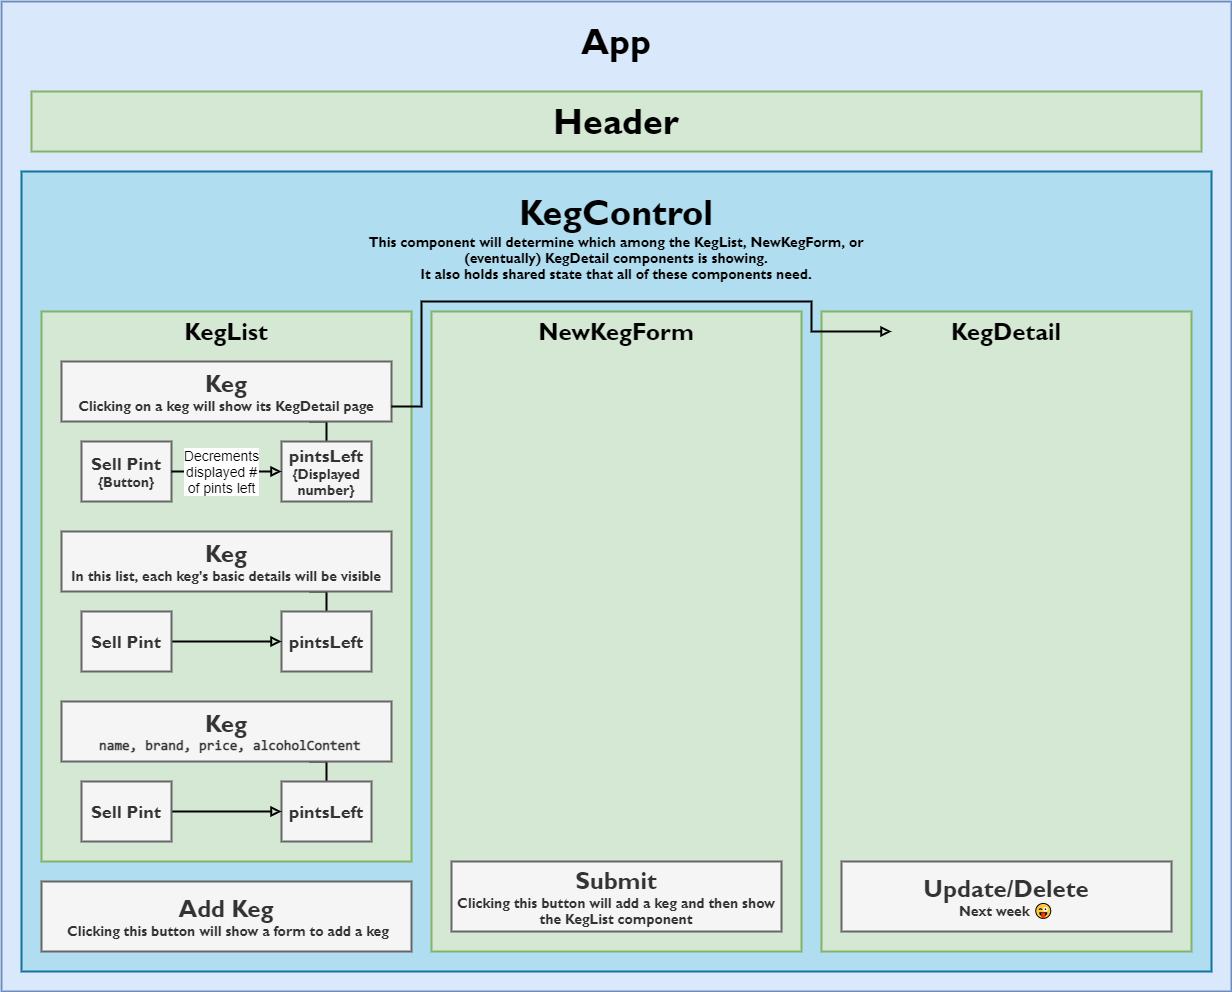 App
Header
KegControl
This component will determine which among the KegList, NewKegForm, or
(eventually) KegDetail components is showing.
It also holds shared state that all of these components need.
KegList
Keg
Clicking on a keg will show its KegDetail page
Sell Pint
{Button}
Decrements
displayed #
of pints left
pintsLeft
{Displayed
number}
Keg
In this list, each keg's basic details will be visible
Sell Pint
pintsLeft
Keg
name, brand, price, alcoholContent
Sell Pint
pintsLeft
Add Keg
Clicking this button will show a form to add a keg
NewKegForm
Submit
Clicking this button will add a keg and then show
the KegList component
KegDetail
Update/Delete
Next week 😜